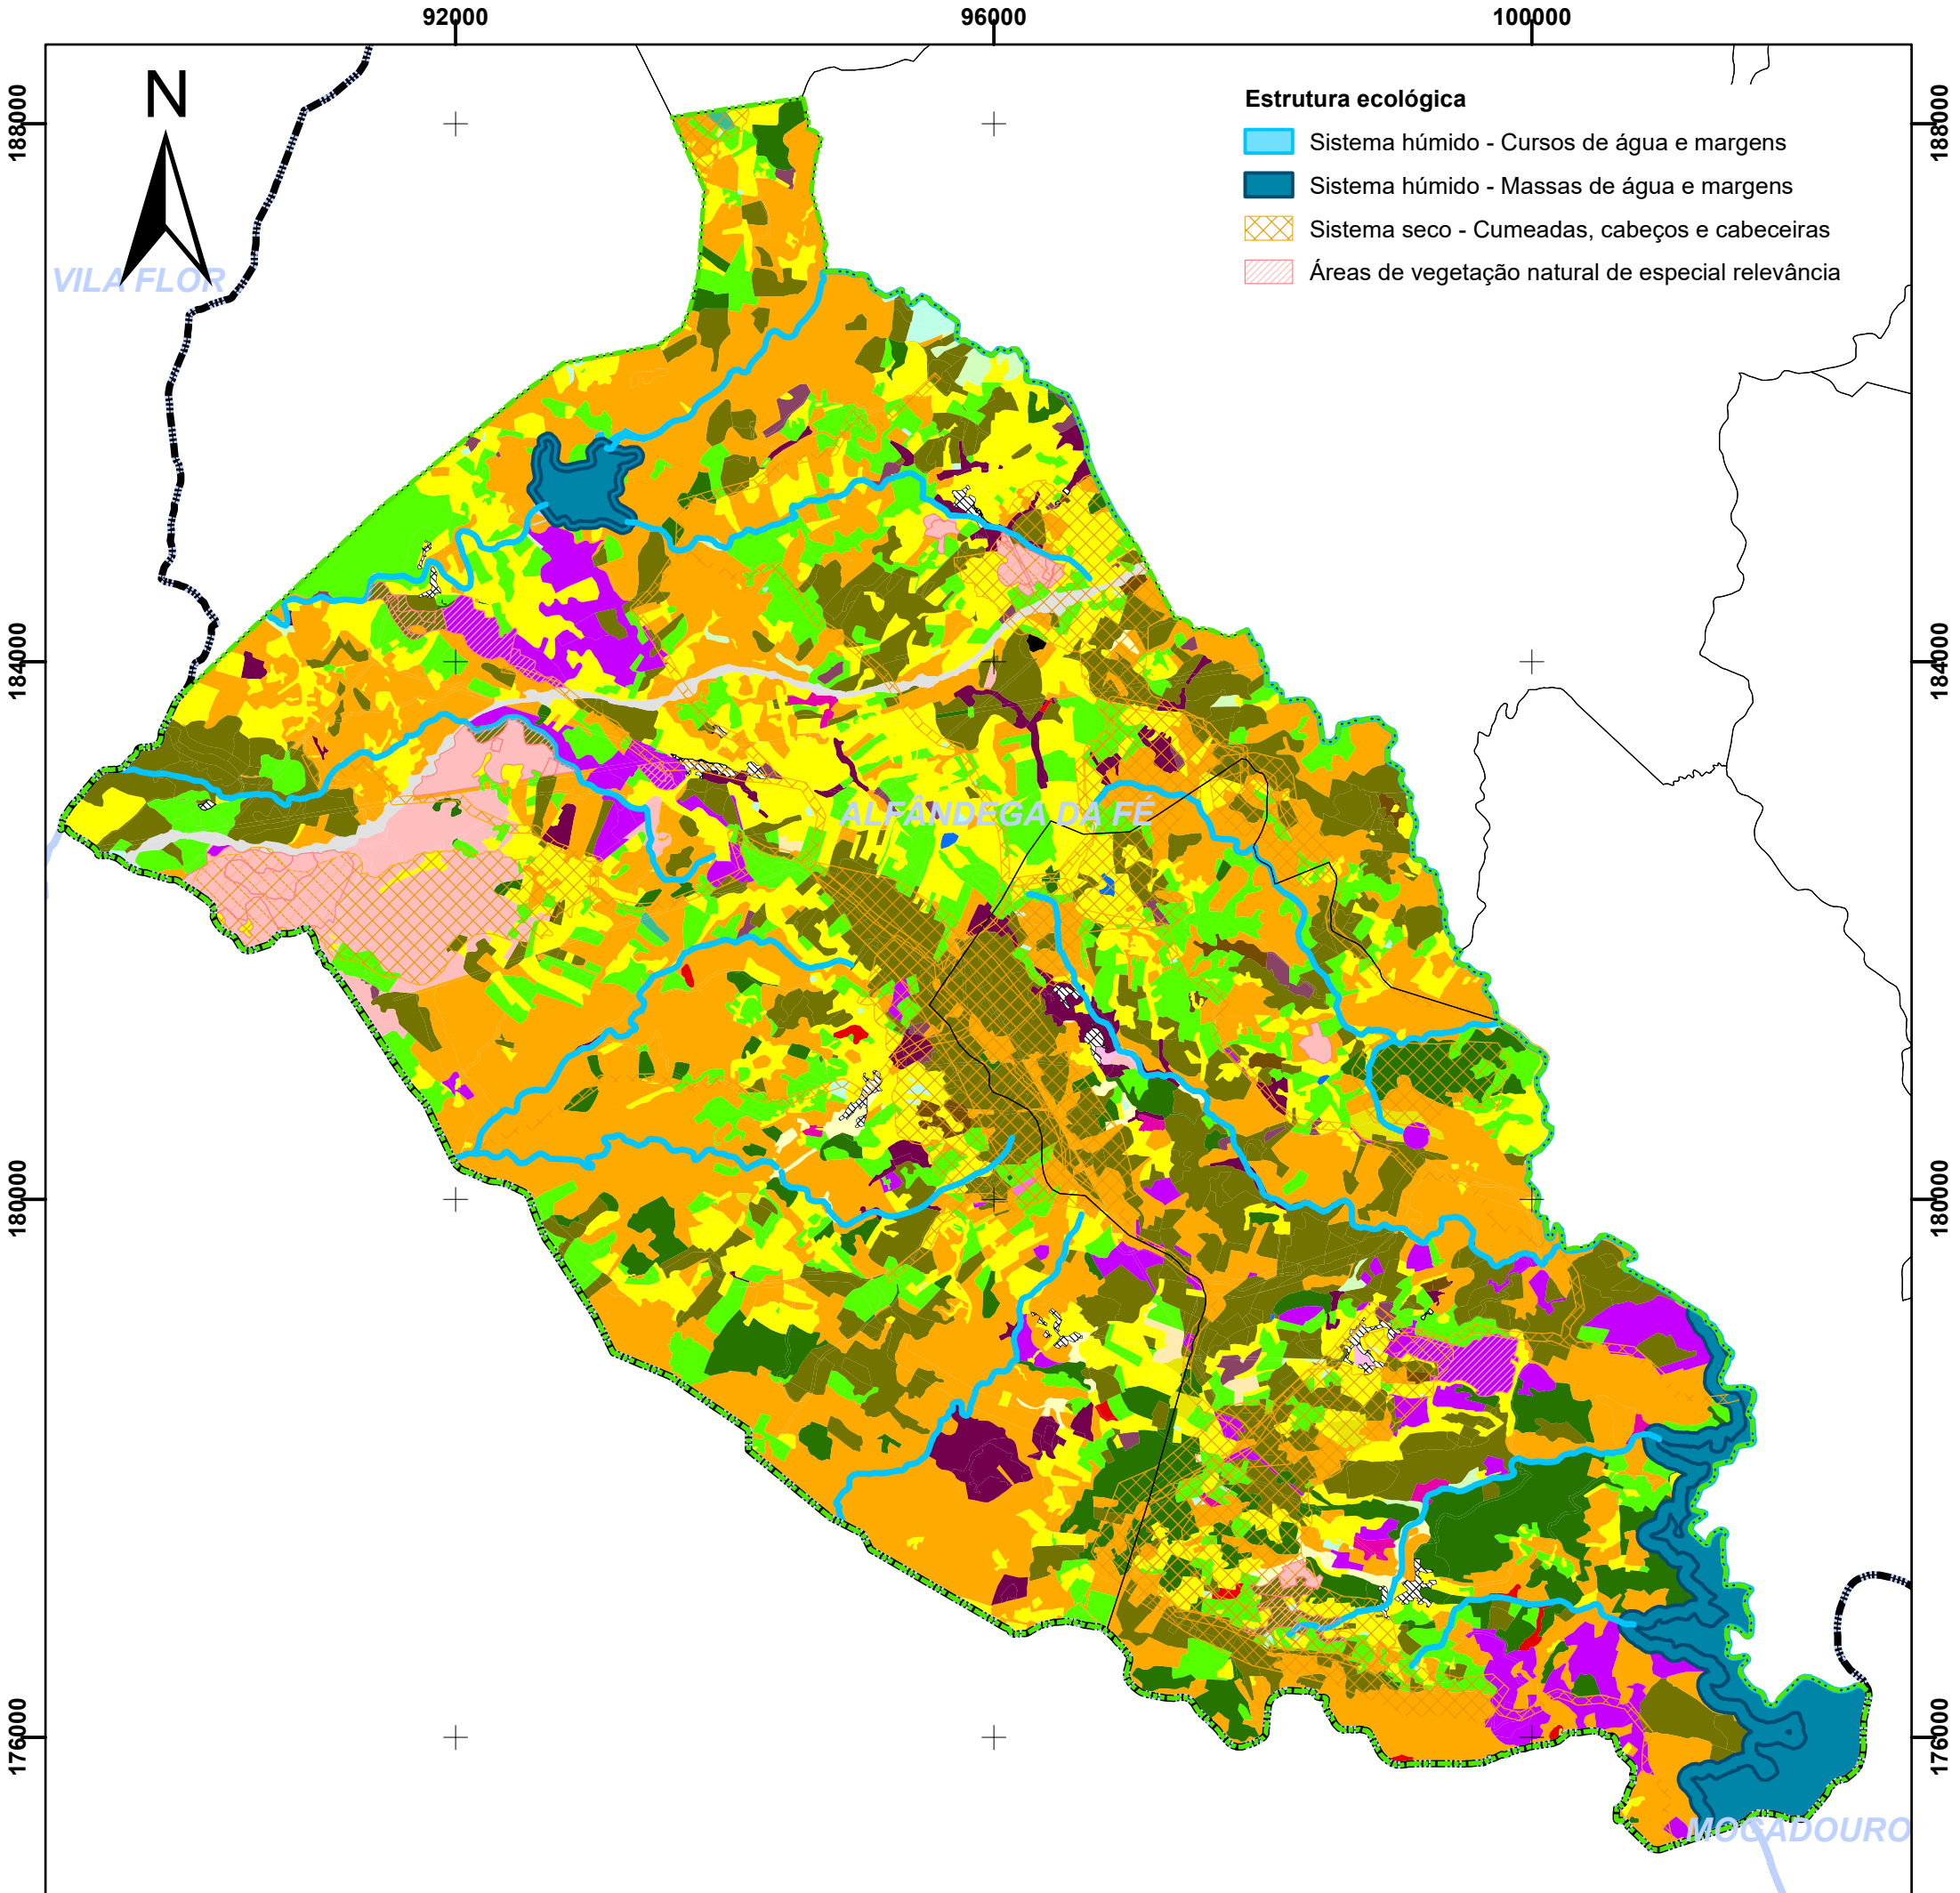 92000
96000
100000
N
188000
188000
Estrutura ecológica
Sistema húmido - Cursos de água e margens
Sistema húmido - Massas de água e margens
Sistema seco - Cumeadas, cabeços e cabeceiras
Áreas de vegetação natural de especial relevância
VILA FLOR
184000
184000
ALFÂNDEGA DA FÉ
180000
180000
176000
176000
MOGADOURO